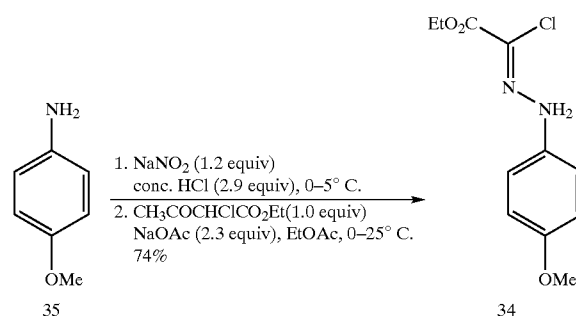 EtO₂C
Cl
N
NH₂
NH₂
1. NaNO₂ (1.2 equiv)
conc. HCl (2.9 equiv), 0–5° C.
2. CH₃COCHClCO₂Et(1.0 equiv)
NaOAc (2.3 equiv), EtOAc, 0–25° C.
74%
OMe
OMe
35
34